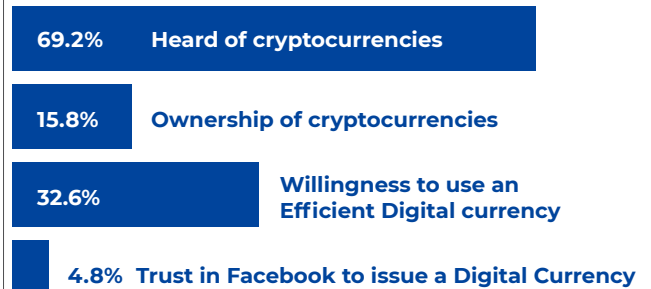 69.2% Heard of cryptocurrencies
15.8% Ownership of cryptocurrencies
32.6% Willingness to use an
Efficient Digital currency
4.8% Trust in Facebook to issue a Digital Currency